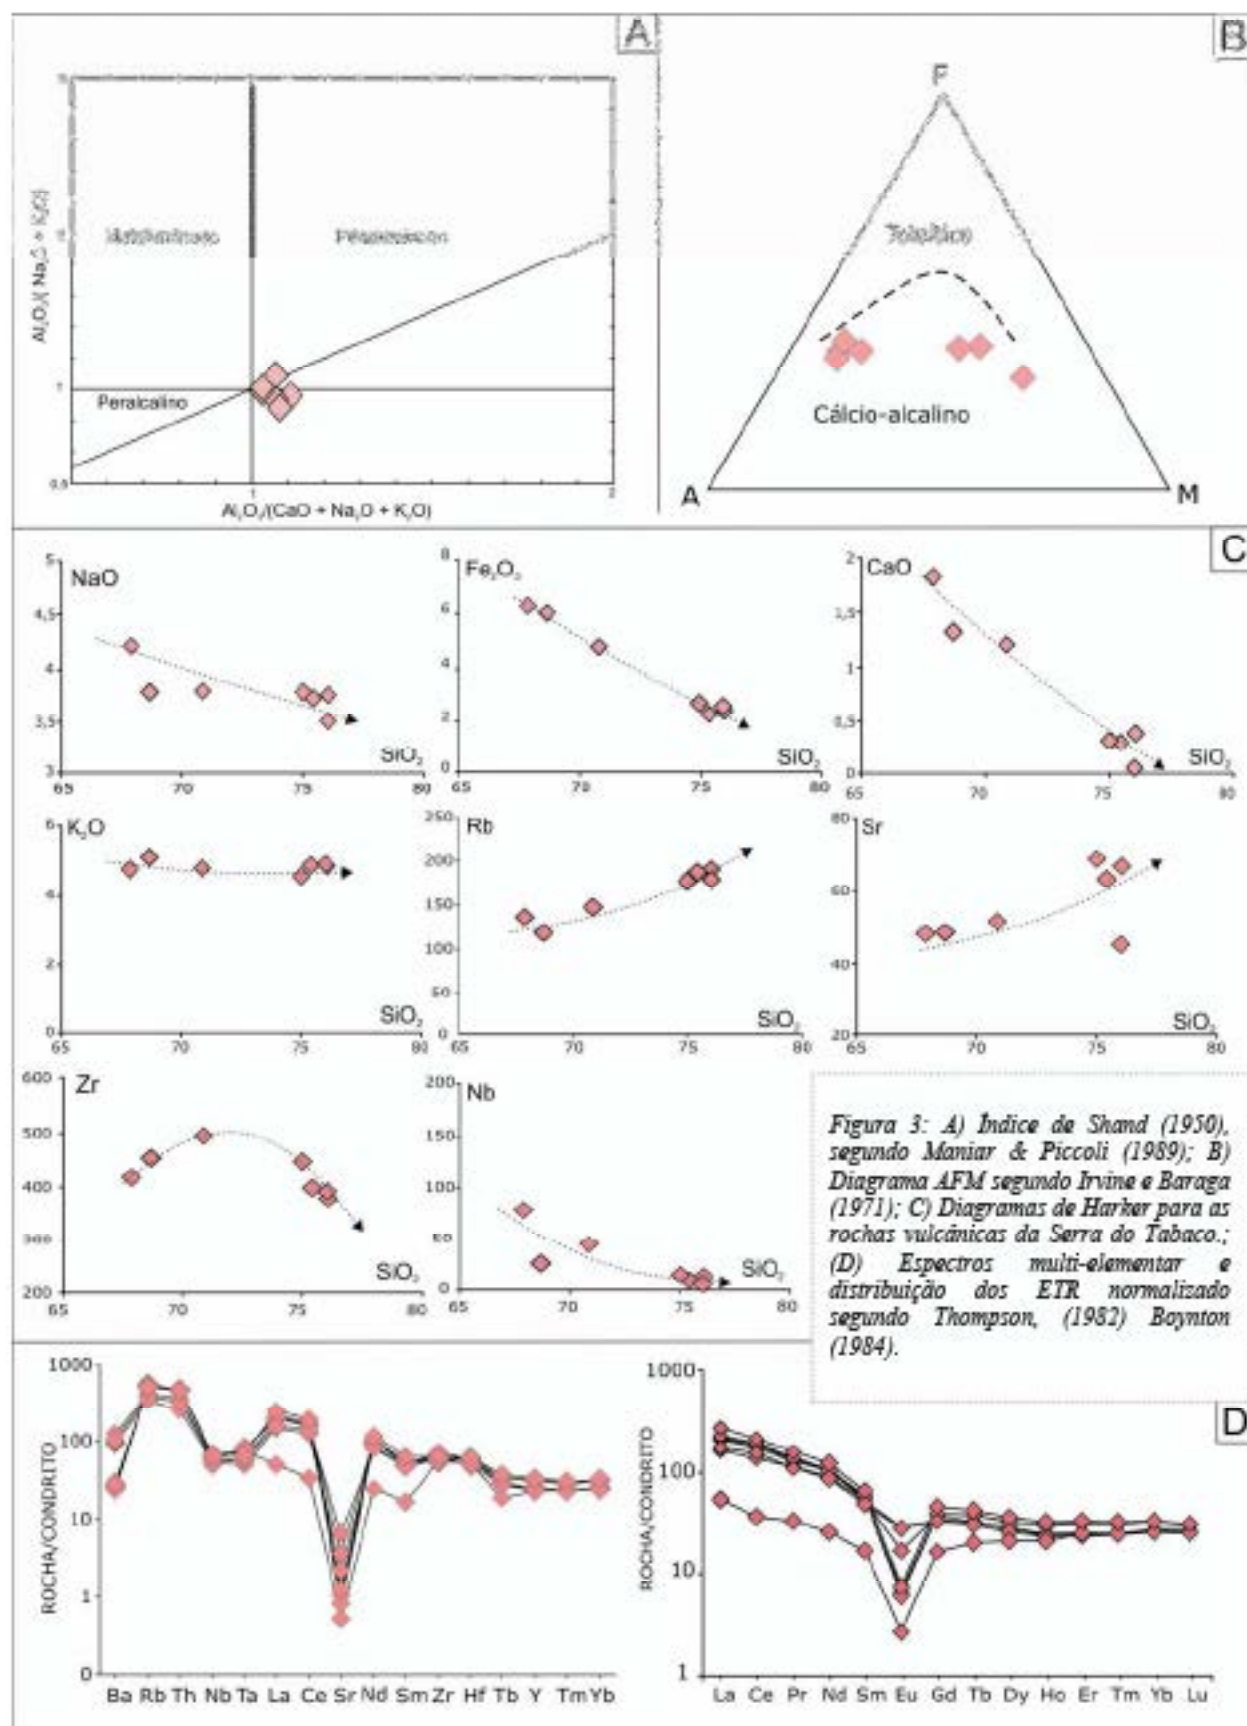 A
Al₂O₃/( Na₂O + K₂O)
Peralcalino
0,5
1
1
2
Al₂O₃/(CaO + Na₂O + K₂O)
B
F
Cálcio-alcalino
A
M
C
NaO
5
4,5
4
3,5
3
SiO₂
65
70
75
80
Fe₂O₃
8
6
4
2
0
SiO₂
65
70
75
80
CaO
2
1,5
1
0,5
0
SiO₂
65
70
75
80
K₂O
6
4
2
0
SiO₂
65
70
75
80
Rb
250
200
150
100
50
0
SiO₂
65
70
75
80
Sr
80
60
40
20
SiO₂
65
70
75
80
Zr
600
500
400
300
200
SiO₂
65
70
75
80
Nb
200
150
100
50
0
SiO₂
65
70
75
80
Figura 3: A) Índice de Shand (1950),
segundo Maniar & Piccoli (1989); B)
Diagrama AFM segundo Irvine e Baraga
(1971); C) Diagramas de Harker para as
rochas vulcânicas da Serra do Tabaco.;
(D) Espectros multi-elementar e
distribuição dos ETR normalizado
segundo Thompson, (1982) Boynton
(1984).
ROCHA/CONDRITO
1000
100
10
1
0
Ba Rb Th Nb Ta La Ce Sr Nd Sm Zr Hf Tb Y Tm Yb
D
ROCHA/CONDRITO
1000
100
10
1
La Ce Pr Nd Sm Eu Gd Tb Dy Ho Er Tm Yb Lu